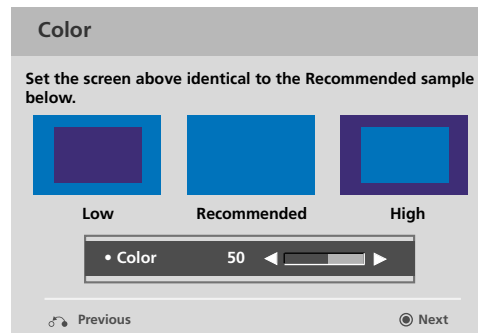 Color
Set the screen above identical to the Recommended sample
below.
Low Recommended High
• Color 50
Previous Next